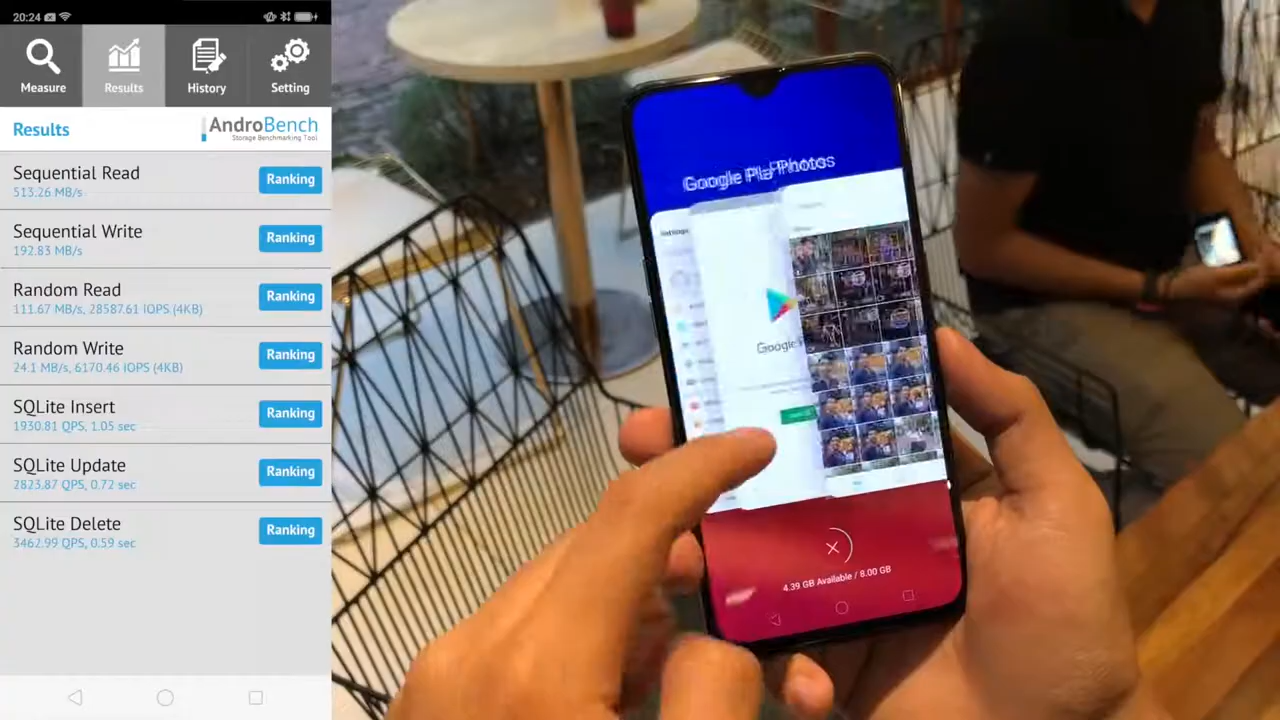 20:24
Measure
Results
History
Setting
Results
AndroBench
Storage Benchmarking Tool
Sequential Read
513.26 MB/s
Ranking
Sequential Write
192.83 MB/s
Ranking
Random Read
111.67 MB/s, 28587.61 IOPS (4KB)
Ranking
Random Write
24.1 MB/s, 6170.46 IOPS (4KB)
Ranking
SQLite Insert
1930.81 QPS, 1.05 sec
Ranking
SQLite Update
2823.87 QPS, 0.72 sec
Ranking
SQLite Delete
3462.99 QPS, 0.59 sec
Ranking
Google Pla Photos
Settings
Google P
4.39 GB Available / 8.00 GB